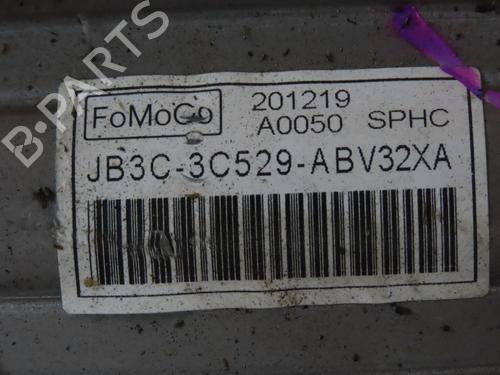 B-PARTS
FoMoCo 201219
A0050 SPHC
JB3C-3C529-ABV32XA